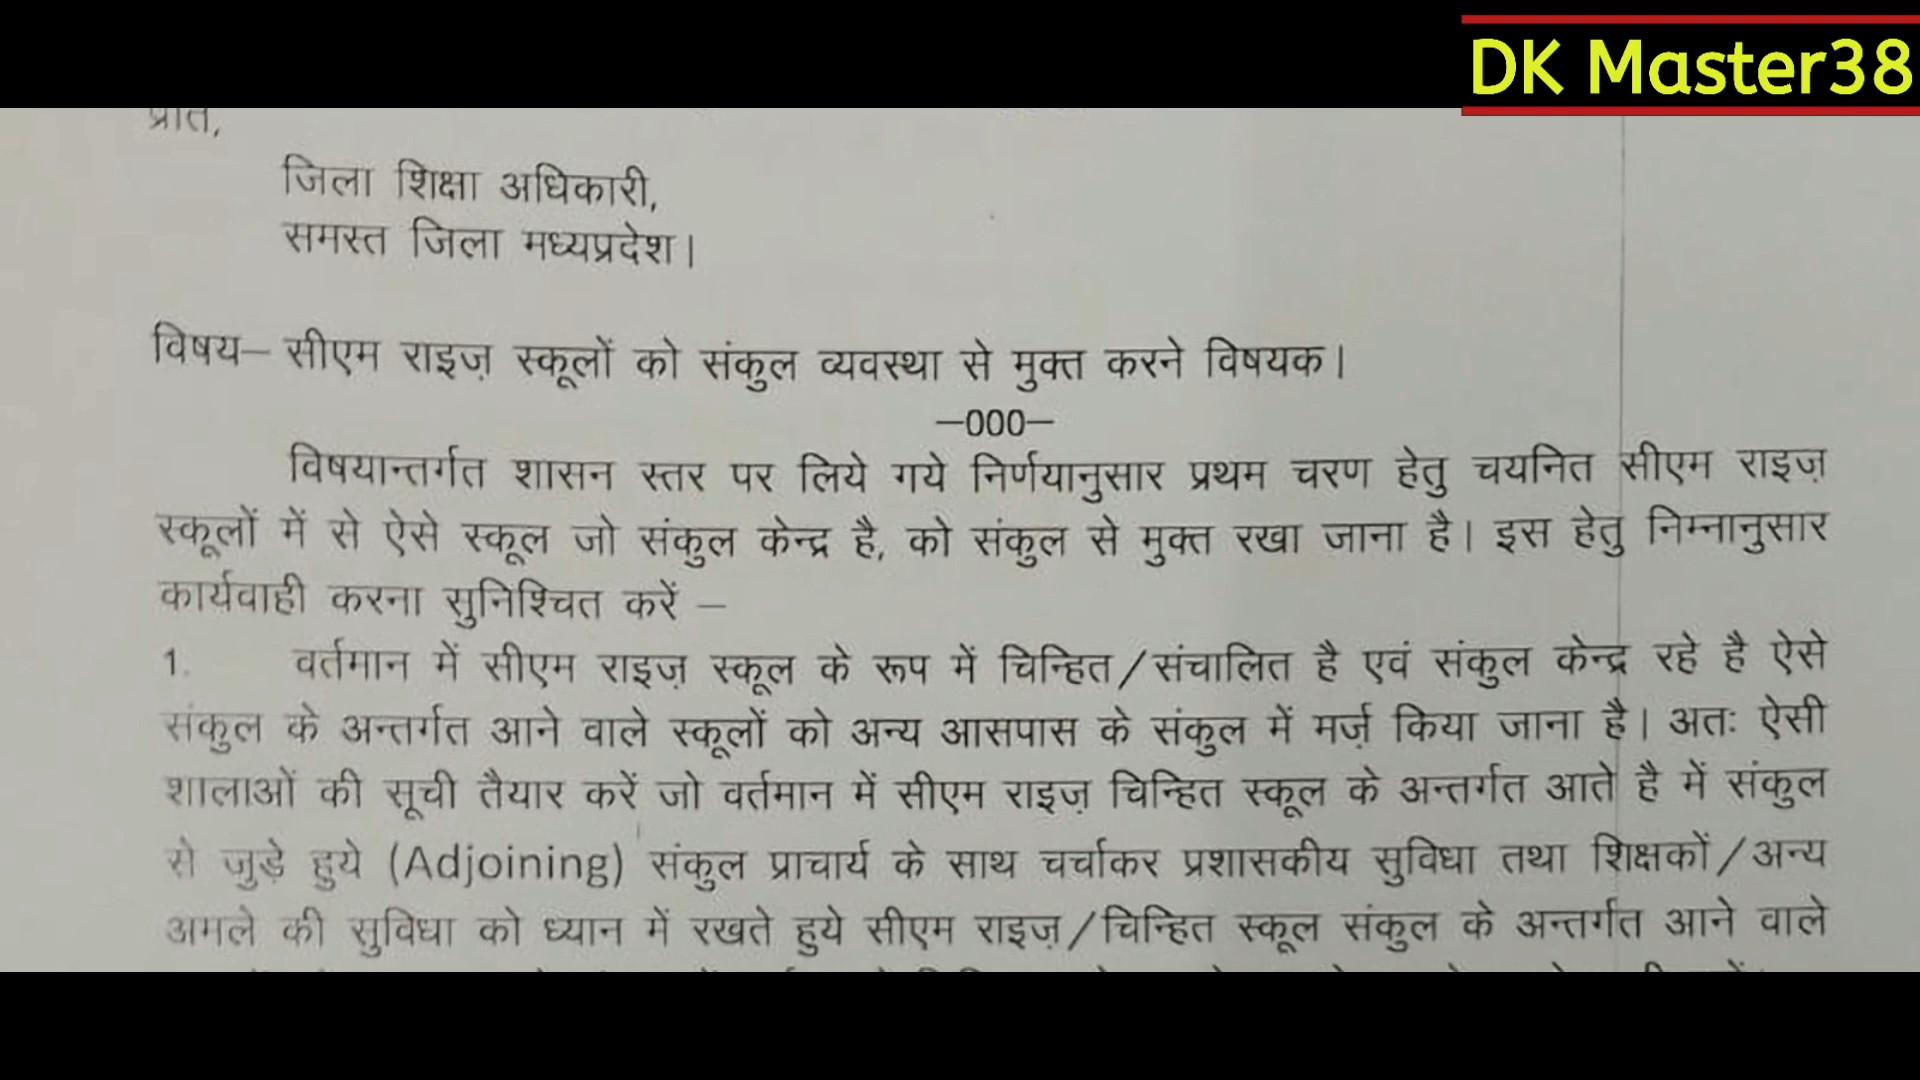 DK Master38
प्रति,
जिला शिक्षा अधिकारी,
समस्त जिला मध्यप्रदेश।
विषय– सीएम राइज़ स्कूलों को संकुल व्यवस्था से मुक्त करने विषयक।
–000–
विषयान्तर्गत शासन स्तर पर लिये गये निर्णयानुसार प्रथम चरण हेतु चयनित सीएम राइज़
स्कूलों में से ऐसे स्कूल जो संकुल केन्द्र है, को संकुल से मुक्त रखा जाना है। इस हेतु निम्नानुसार
कार्यवाही करना सुनिश्चित करें –
1. वर्तमान में सीएम राइज़ स्कूल के रूप में चिन्हित/संचालित है एवं संकुल केन्द्र रहे है ऐसे
संकुल के अन्तर्गत आने वाले स्कूलों को अन्य आसपास के संकुल में मर्ज़ किया जाना है। अतः ऐसी
शालाओं की सूची तैयार करें जो वर्तमान में सीएम राइज़ चिन्हित स्कूल के अन्तर्गत आते है में संकुल
से जुड़े हुये (Adjoining) संकुल प्राचार्य के साथ चर्चाकर प्रशासकीय सुविधा तथा शिक्षकों/अन्य
अमले की सुविधा को ध्यान में रखते हुये सीएम राइज़/चिन्हित स्कूल संकुल के अन्तर्गत आने वाले